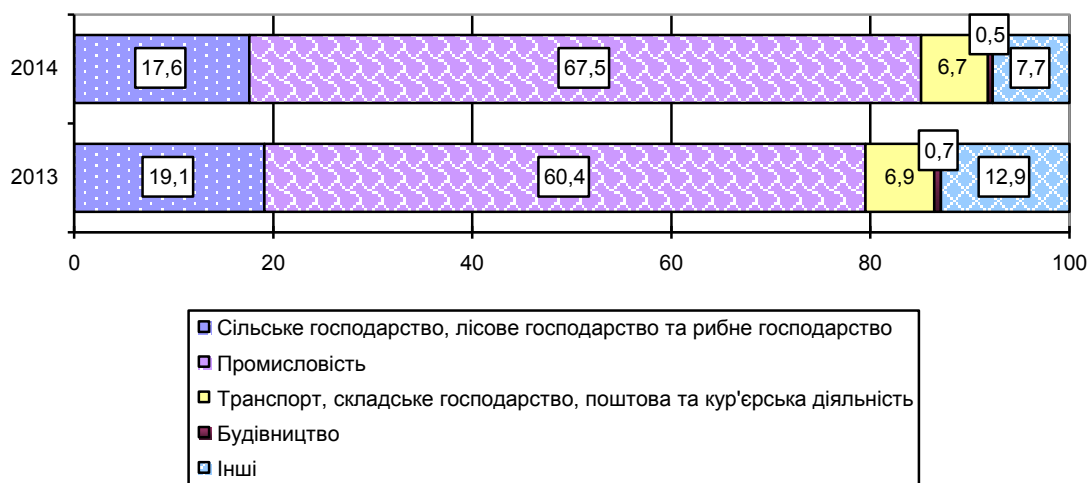 0,5
2014 17,6 67,5 6,7 7,7
0,7
2013 19,1 60,4 6,9 12,9
0 20 40 60 80 100
Сільське господарство, лісове господарство та рибне господарство
Промисловість
Транспорт, складське господарство, поштова та кур'єрська діяльність
Будівництво
Інші